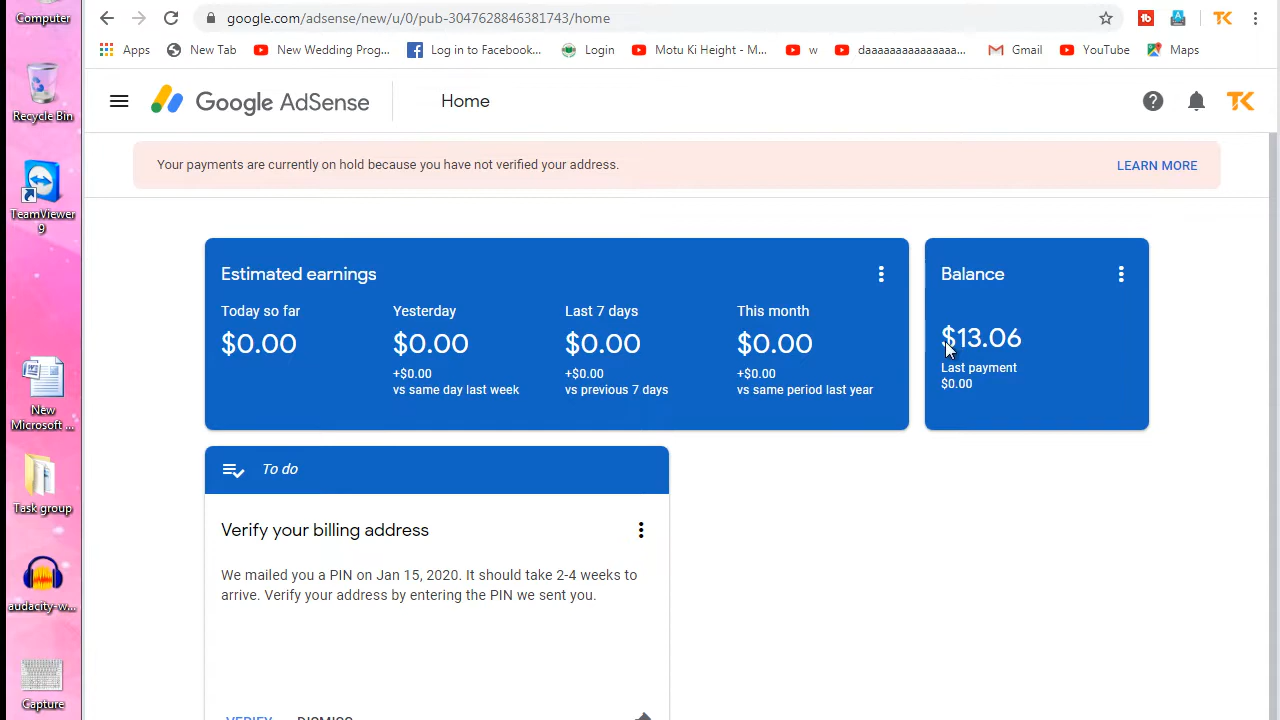 Computer
Recycle Bin
TeamViewer
9
New
Microsoft ...
Task group
audacity-w...
Capture
google.com/adsense/new/u/0/pub-3047628846381743/home
Apps
New Tab
New Wedding Prog...
Log in to Facebook...
Login
Motu Ki Height - M...
w
daaaaaaaaaaaaaa...
Gmail
YouTube
Maps
Google AdSense
Home
TK
Your payments are currently on hold because you have not verified your address.
LEARN MORE
Estimated earnings
Today so far
$0.00
Yesterday
$0.00
+$0.00
vs same day last week
Last 7 days
$0.00
+$0.00
vs previous 7 days
This month
$0.00
+$0.00
vs same period last year
Balance
$13.06
Last payment
$0.00
To do
Verify your billing address
We mailed you a PIN on Jan 15, 2020. It should take 2-4 weeks to
arrive. Verify your address by entering the PIN we sent you.
VERIFY
DISMISS